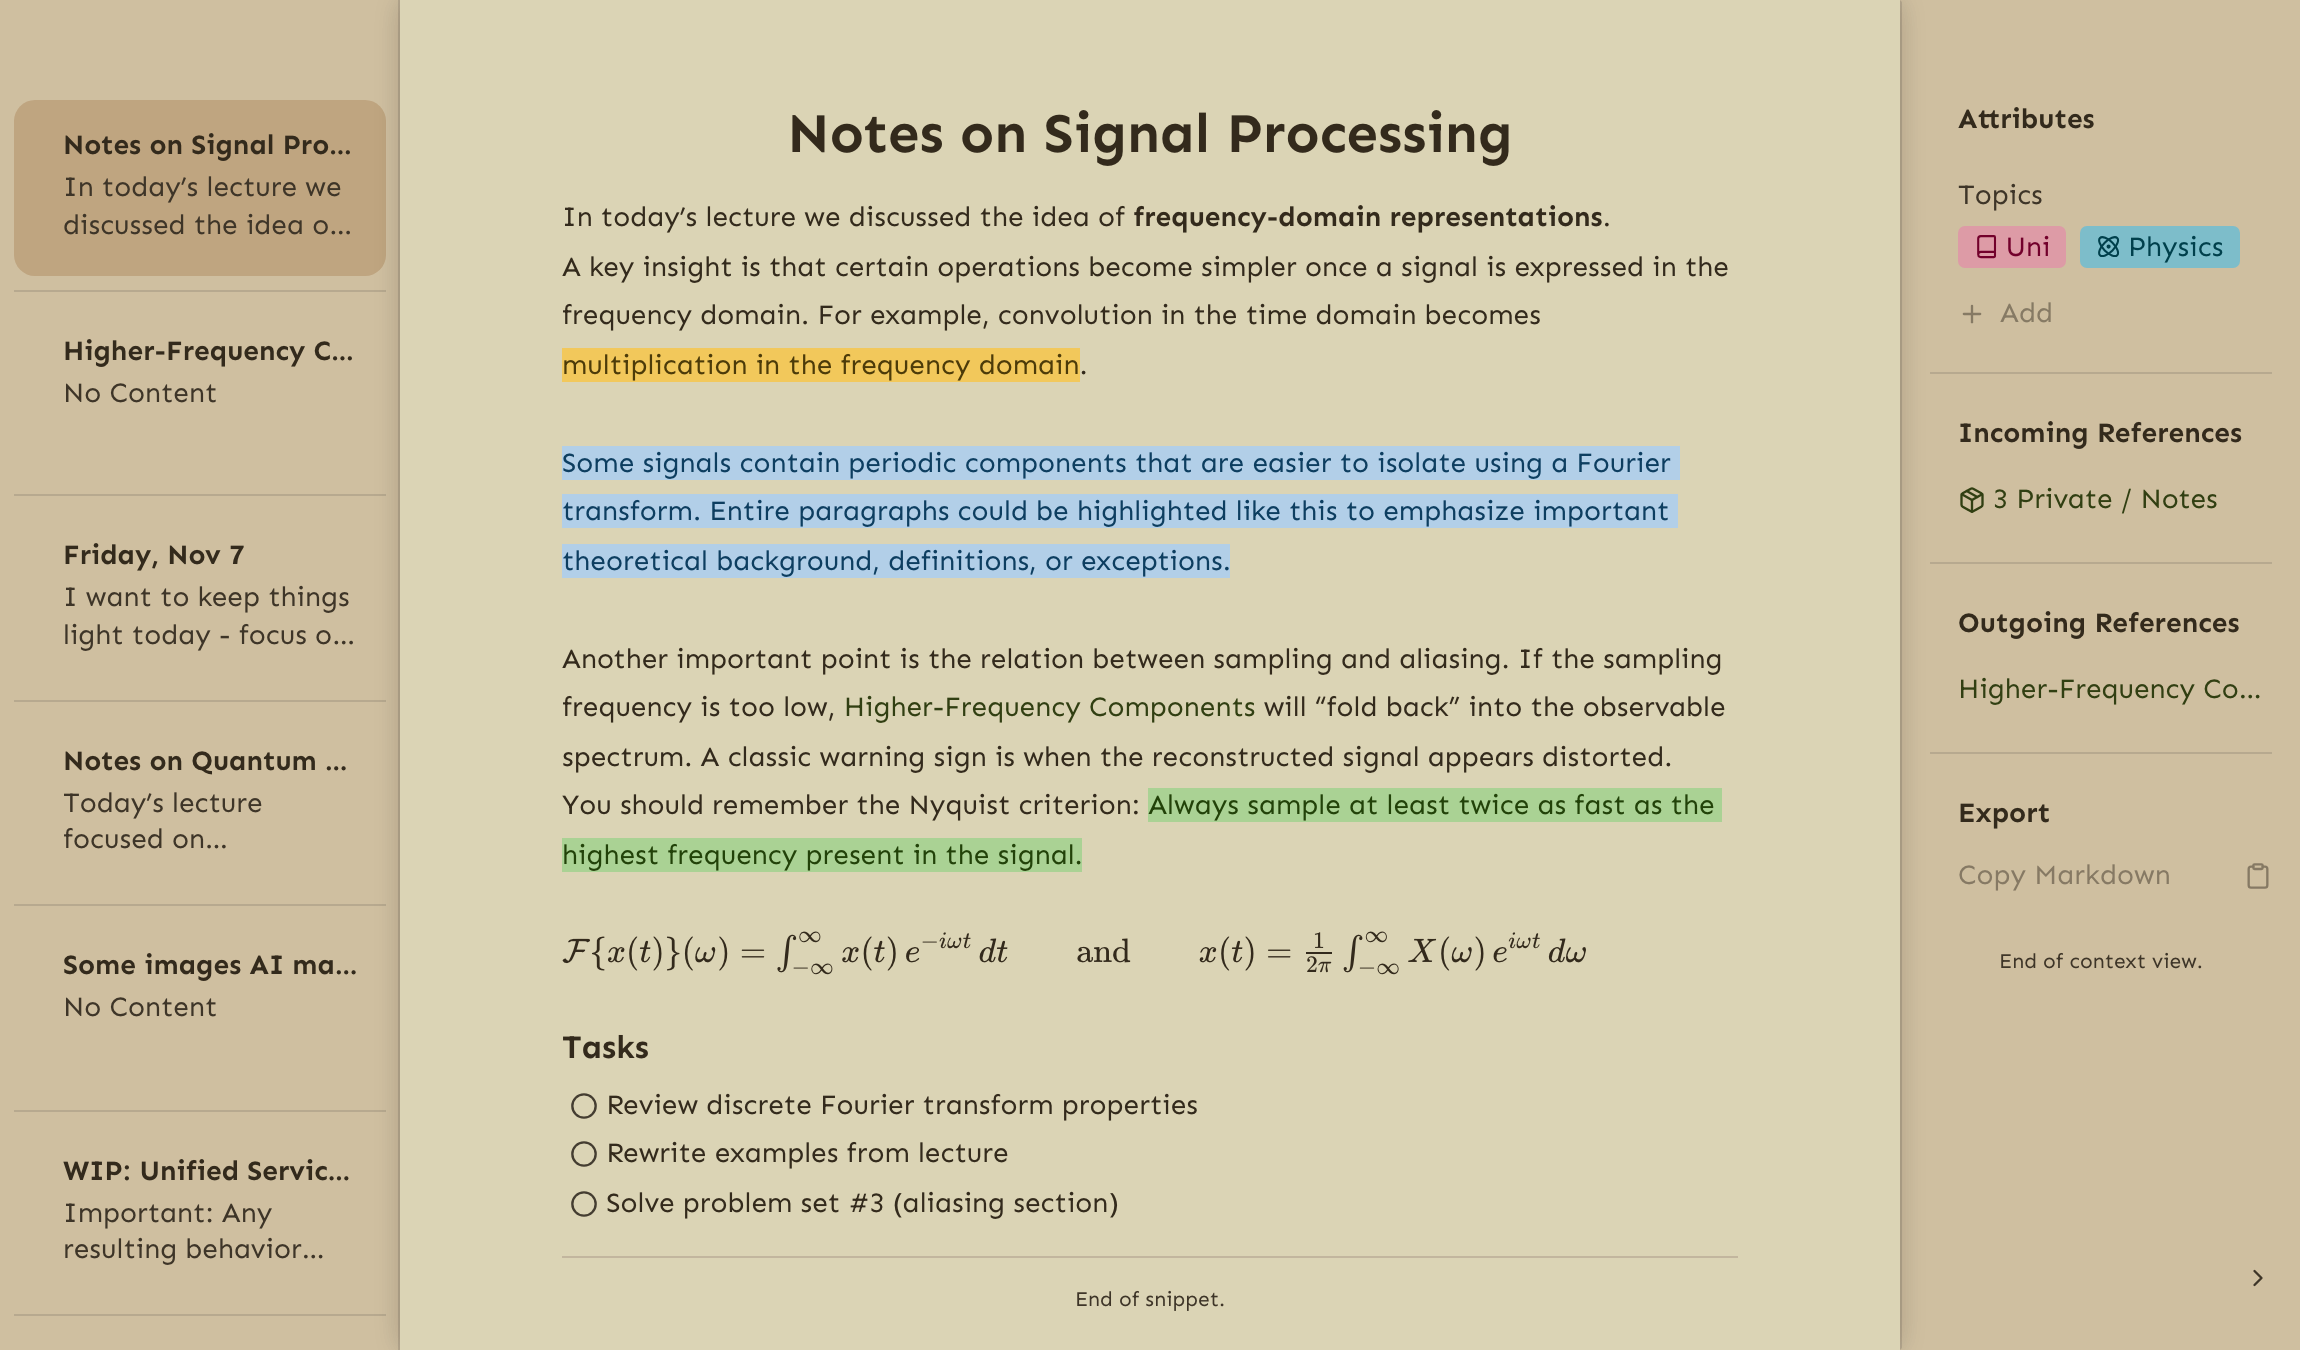 Notes on Signal Pro...
In today’s lecture we
discussed the idea o...
Higher-Frequency C...
No Content
Friday, Nov 7
I want to keep things
light today - focus o...
Notes on Quantum ...
Today’s lecture
focused on...
Some images AI ma...
No Content
WIP: Unified Servic...
Important: Any
resulting behavior...
Notes on Signal Processing
In today’s lecture we discussed the idea of frequency-domain representations.
A key insight is that certain operations become simpler once a signal is expressed in the
frequency domain. For example, convolution in the time domain becomes
multiplication in the frequency domain.
Some signals contain periodic components that are easier to isolate using a Fourier
transform. Entire paragraphs could be highlighted like this to emphasize important
theoretical background, definitions, or exceptions.
Another important point is the relation between sampling and aliasing. If the sampling
frequency is too low, Higher-Frequency Components will “fold back” into the observable
spectrum. A classic warning sign is when the reconstructed signal appears distorted.
You should remember the Nyquist criterion: Always sample at least twice as fast as the
highest frequency present in the signal.
ℱ{x(t)}(ω) = ∫_{-∞}^{∞} x(t) e^{-iωt} dt and x(t) = 1/2π ∫_{-∞}^{∞} X(ω) e^{iωt} dω
Tasks
Review discrete Fourier transform properties
Rewrite examples from lecture
Solve problem set #3 (aliasing section)
End of snippet.
Attributes
Topics
Uni Physics
+ Add
Incoming References
3 Private / Notes
Outgoing References
Higher-Frequency Co...
Export
Copy Markdown
End of context view.